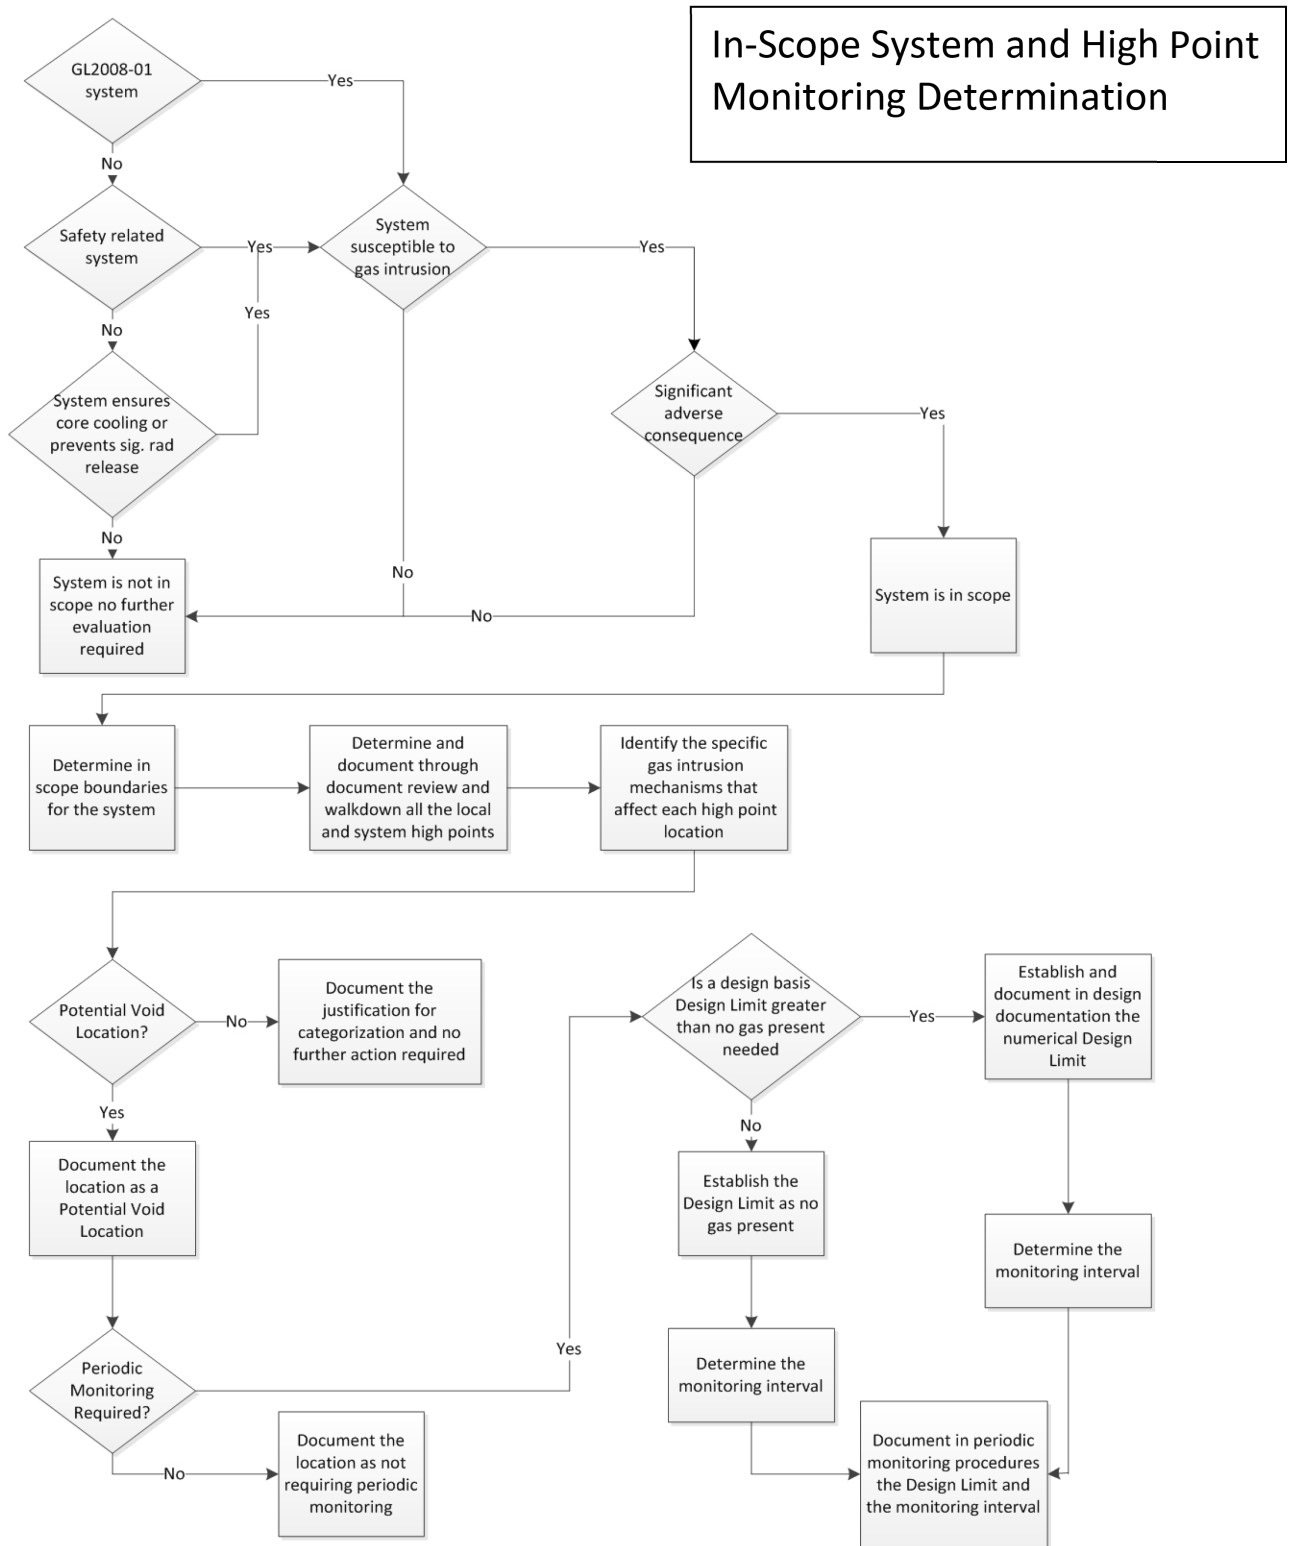 In-Scope System and High Point
Monitoring Determination
GL2008-01
system
Yes
No
Safety related
system
Yes
System
susceptible to
gas intrusion
Yes
Yes
No
System ensures
core cooling or
prevents sig. rad
release
Significant
adverse
consequence
Yes
No
No
System is not in
scope no further
evaluation
required
No
System is in scope
Determine in
scope boundaries
for the system
Determine and
document through
document review and
walkdown all the local
and system high points
Identify the specific
gas intrusion
mechanisms that
affect each high point
location
Potential Void
Location?
No
Document the
justification for
categorization and no
further action required
Is a design basis
Design Limit greater
than no gas present
needed
Yes
Establish and
document in design
documentation the
numerical Design
Limit
Yes
No
Document the
location as a
Potential Void
Location
Establish the
Design Limit as no
gas present
Determine the
monitoring interval
Periodic
Monitoring
Required?
Yes
Determine the
monitoring interval
No
Document the
location as not
requiring periodic
monitoring
Document in periodic
monitoring procedures
the Design Limit and
the monitoring interval